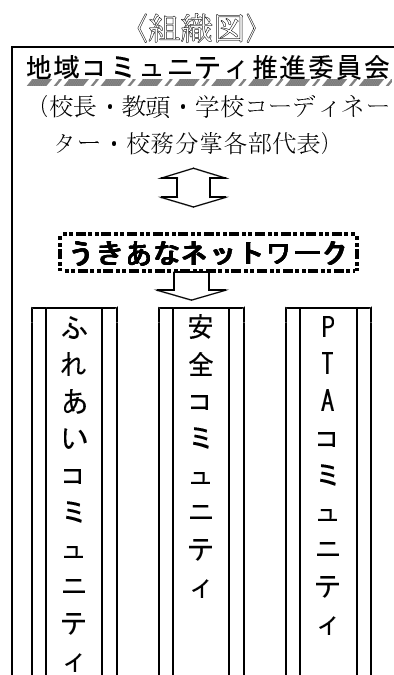 《組織図》
地域コミュニティ推進委員会
（校長・教頭・学校コーディネー
ター・校務分掌各部代表）
うきあなネットワーク
ふれあいコミュニティ
安全コミュニティ
PTAコミュニティ